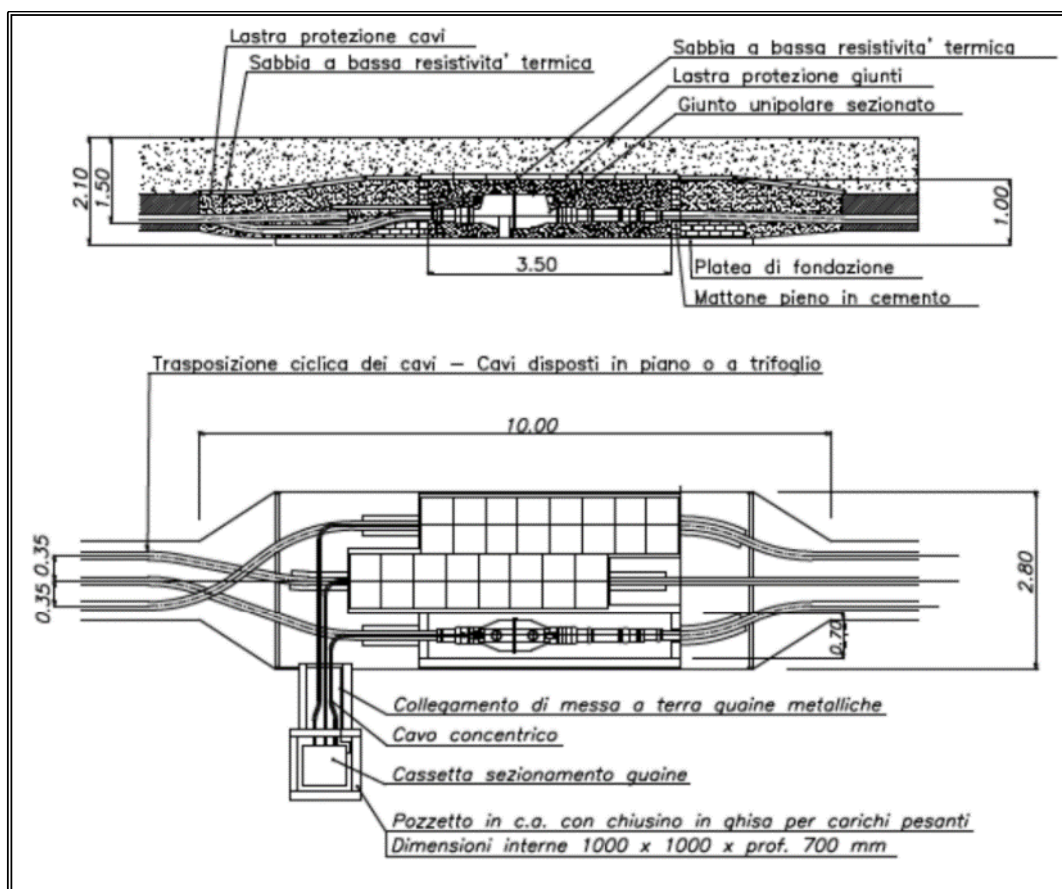 Lastra protezione cavi
Sabbia a bassa resistivita' termica
Sabbia a bassa resistivita' termica
Lastra protezione giunti
Giunto unipolare sezionato
2.10
1.50
1.00
3.50
Platea di fondazione
Mattone pieno in cemento
Trasposizione ciclica dei cavi – Cavi disposti in piano o a trifoglio
10.00
0.35
0.35
2.80
0.70
Collegamento di messa a terra guaine metalliche
Cavo concentrico
Cassetta sezionamento guaine
Pozzetto in c.a. con chiusino in ghisa per carichi pesanti
Dimensioni interne 1000 x 1000 x prof. 700 mm